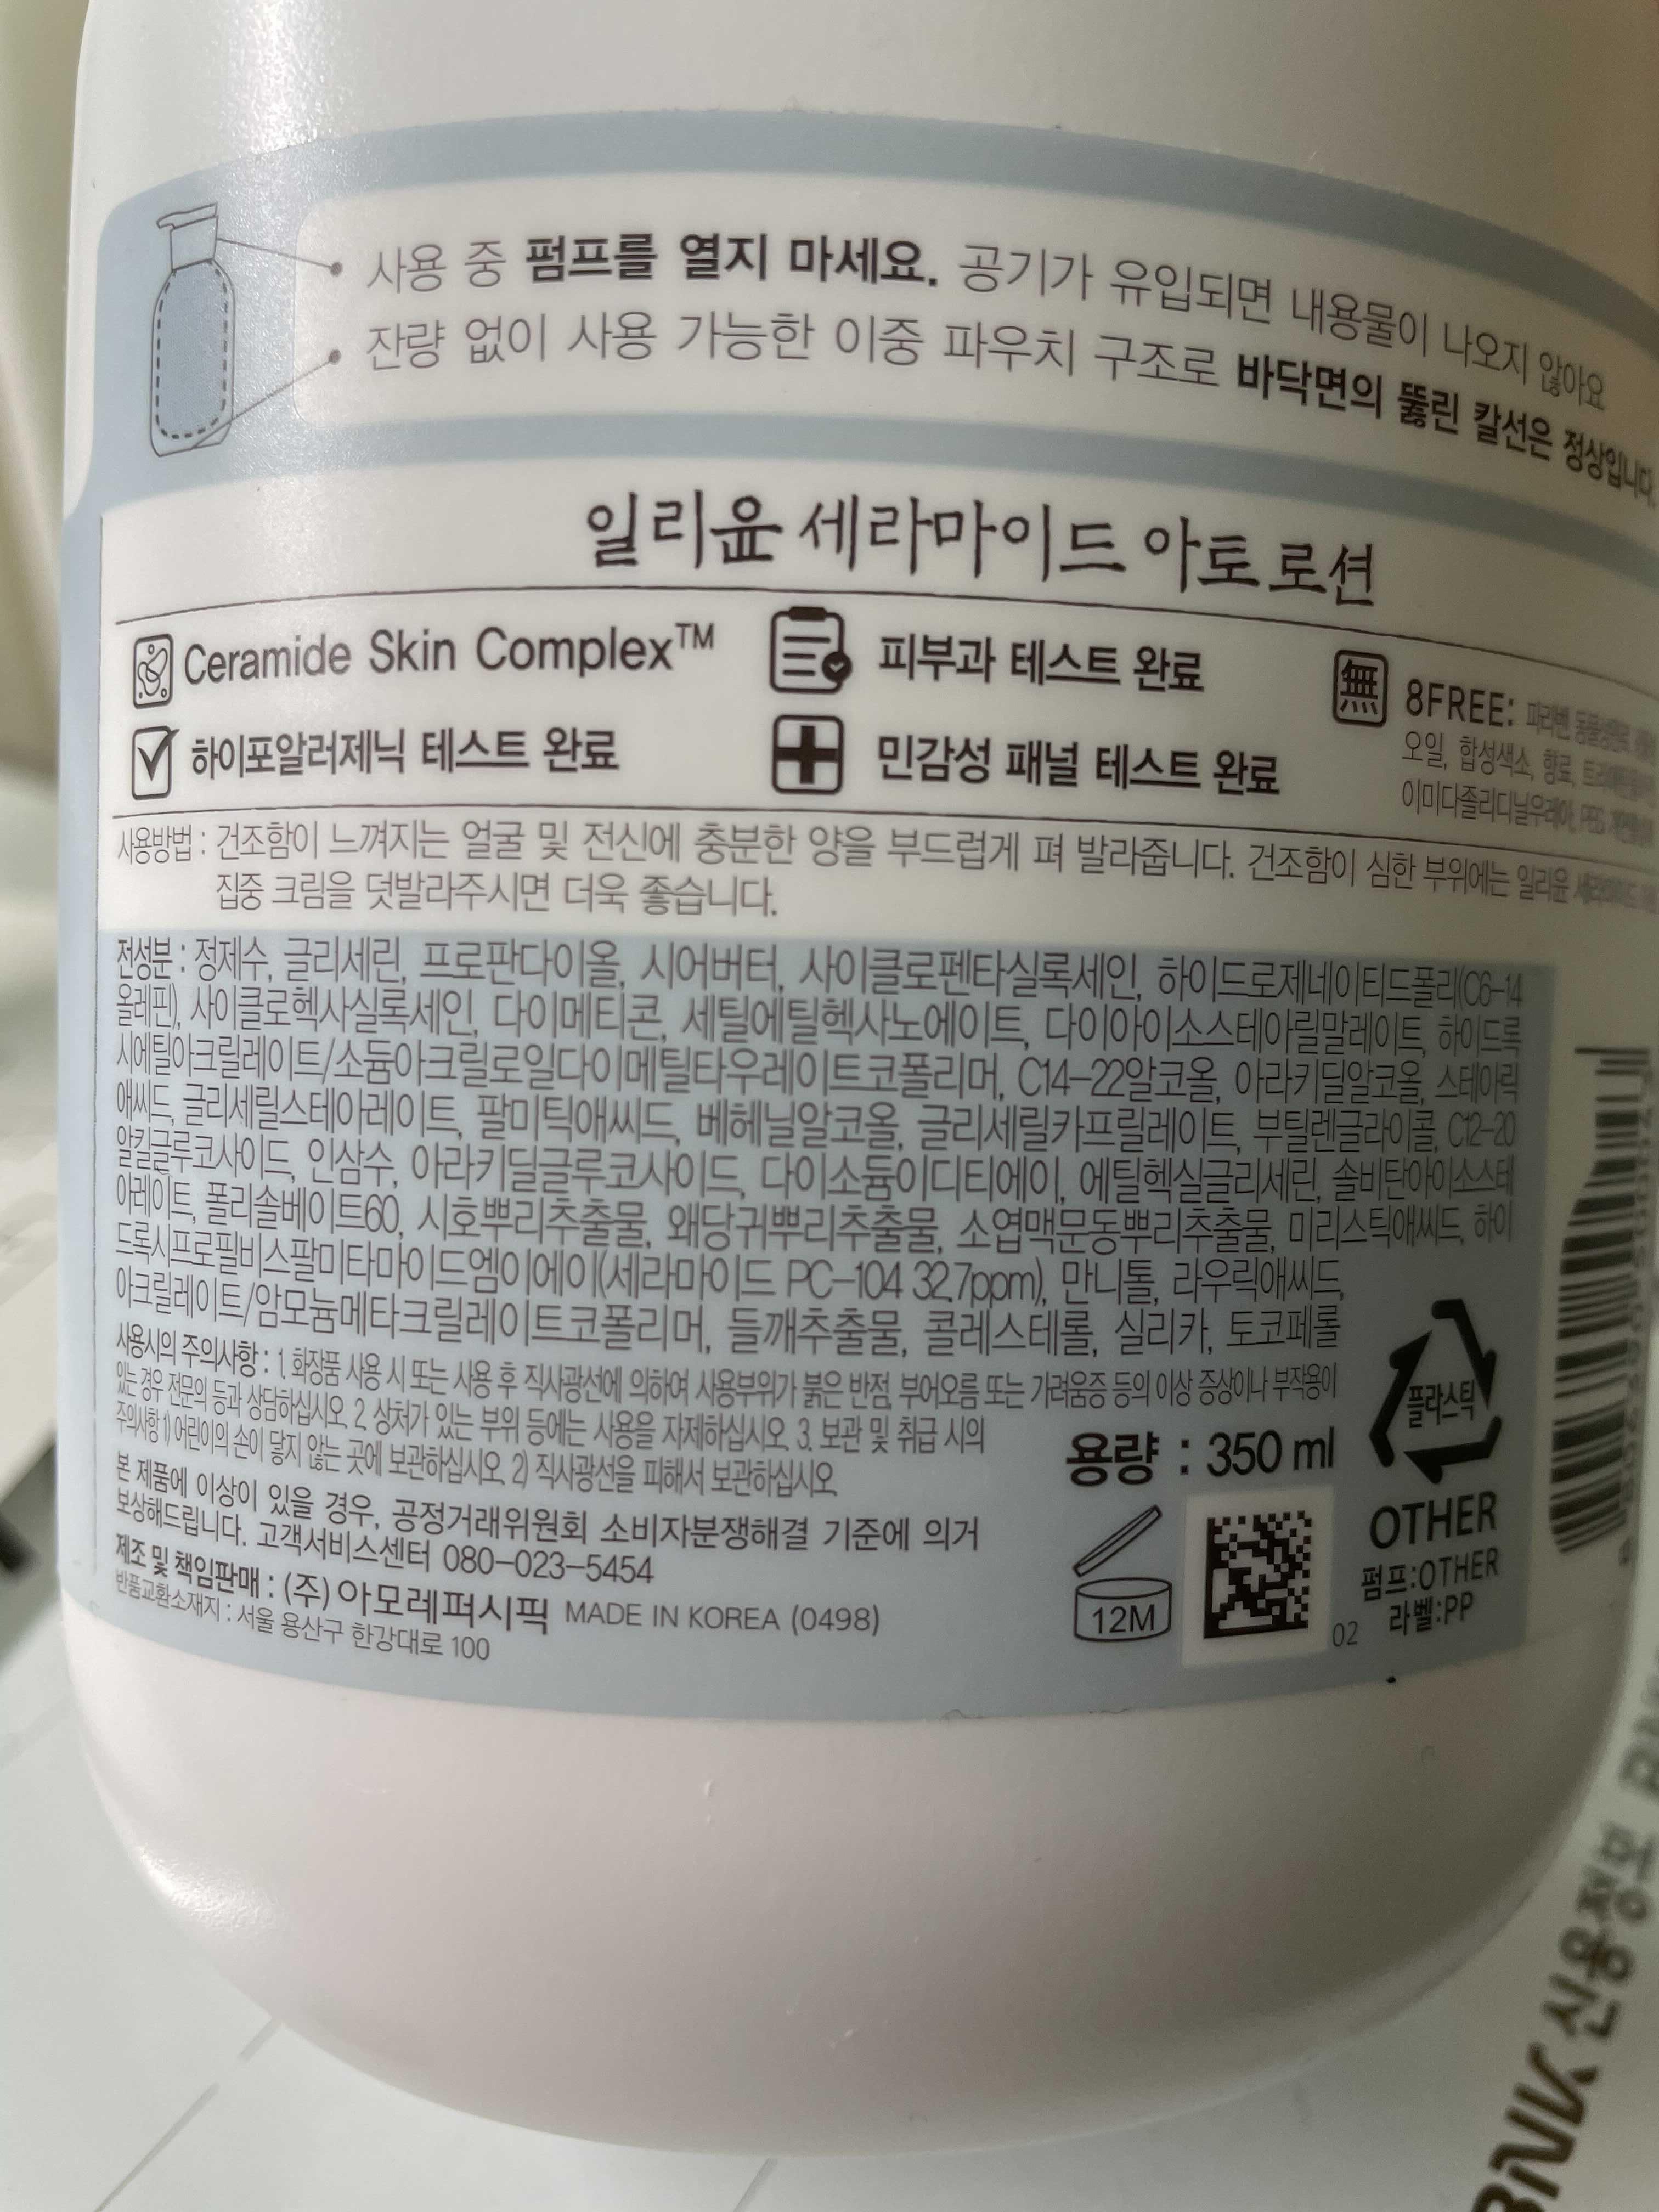 사용 중 펌프를 열지 마세요. 공기가 유입되면 내용물이 나오지 않아요
잔량 없이 사용 가능한 이중 파우치 구조로 바닥면의 뚫린 칼선은 정상입니다.
일리윤 세라마이드 아토 로션
Ceramide Skin Complex™
피부과 테스트 완료
無 8FREE: 파라벤
하이포알러제닉 테스트 완료
민감성 패널 테스트 완료
오일, 합성색소, 향료,
이미다졸리디닐우레아,
사용방법 : 건조함이 느껴지는 얼굴 및 전신에 충분한 양을 부드럽게 펴 발라줍니다. 건조함이 심한 부위에는 일리윤
집중 크림을 덧발라주시면 더욱 좋습니다.
전성분 : 정제수, 글리세린, 프로판다이올, 시어버터, 사이클로펜타실록세인, 하이드로제네이티드폴리(C6-14
올레핀), 사이클로헥사실록세인, 다이메티콘, 세틸에틸헥사노에이트, 다이아이소스테아릴말레이트, 하이드록
시에틸아크릴레이트/소듐아크릴로일다이메틸타우레이트코폴리머, C14-22알코올, 아라키딜알코올, 스테아릭
애씨드, 글리세릴스테아레이트, 팔미틱애씨드, 베헤닐알코올, 글리세릴카프릴레이트, 부틸렌글라이콜, C12-20
알킬글루코사이드, 인삼수, 아라키딜글루코사이드, 다이소듐이디티에이, 에틸헥실글리세린, 솔비탄아이소스테
아레이트, 폴리솔베이트60, 시호뿌리추출물, 왜당귀뿌리추출물, 소엽맥문동뿌리추출물, 미리스틱애씨드, 하이
드록시프로필비스팔미타마이드엠이에이(세라마이드 PC-104 32.7ppm), 만니톨, 라우릭애씨드,
아크릴레이트/암모늄메타크릴레이트코폴리머, 들깨추출물, 콜레스테롤, 실리카, 토코페롤
사용시의 주의사항 : 1. 화장품 사용 시 또는 사용 후 직사광선에 의하여 사용부위가 붉은 반점, 부어오름 또는 가려움증 등의 이상 증상이나 부작용이
있는 경우 전문의 등과 상담하십시오. 2. 상처가 있는 부위 등에는 사용을 자제하십시오. 3. 보관 및 취급 시의
주의사항 1) 어린이의 손이 닿지 않는 곳에 보관하십시오. 2) 직사광선을 피해서 보관하십시오.
본 제품에 이상이 있을 경우, 공정거래위원회 소비자분쟁해결 기준에 의거
보상해드립니다. 고객서비스센터 080-023-5454
제조 및 책임판매 : (주)아모레퍼시픽 MADE IN KOREA (0498)
반품교환소재지 : 서울 용산구 한강대로 100
용량 : 350 ml
12M
02
플라스틱
OTHER
펌프:OTHER
라벨:PP
BNK 신용정보